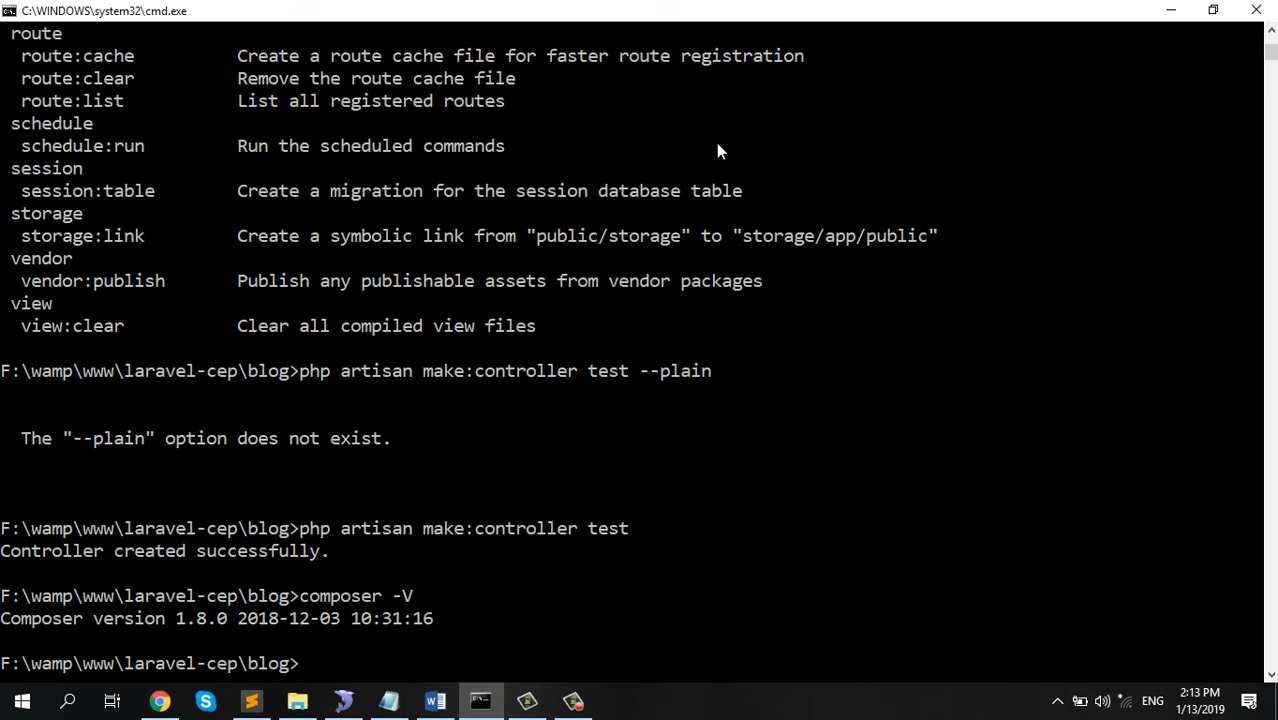 C:\WINDOWS\system32\cmd.exe
route
route:cache Create a route cache file for faster route registration
route:clear Remove the route cache file
route:list List all registered routes
schedule
schedule:run Run the scheduled commands
session
session:table Create a migration for the session database table
storage
storage:link Create a symbolic link from "public/storage" to "storage/app/public"
vendor
vendor:publish Publish any publishable assets from vendor packages
view
view:clear Clear all compiled view files
F:\wamp\www\laravel-cep\blog>php artisan make:controller test --plain
The "--plain" option does not exist.
F:\wamp\www\laravel-cep\blog>php artisan make:controller test
Controller created successfully.
F:\wamp\www\laravel-cep\blog>composer -V
Composer version 1.8.0 2018-12-03 10:31:16
F:\wamp\www\laravel-cep\blog>
ENG
2:13 PM
1/13/2019